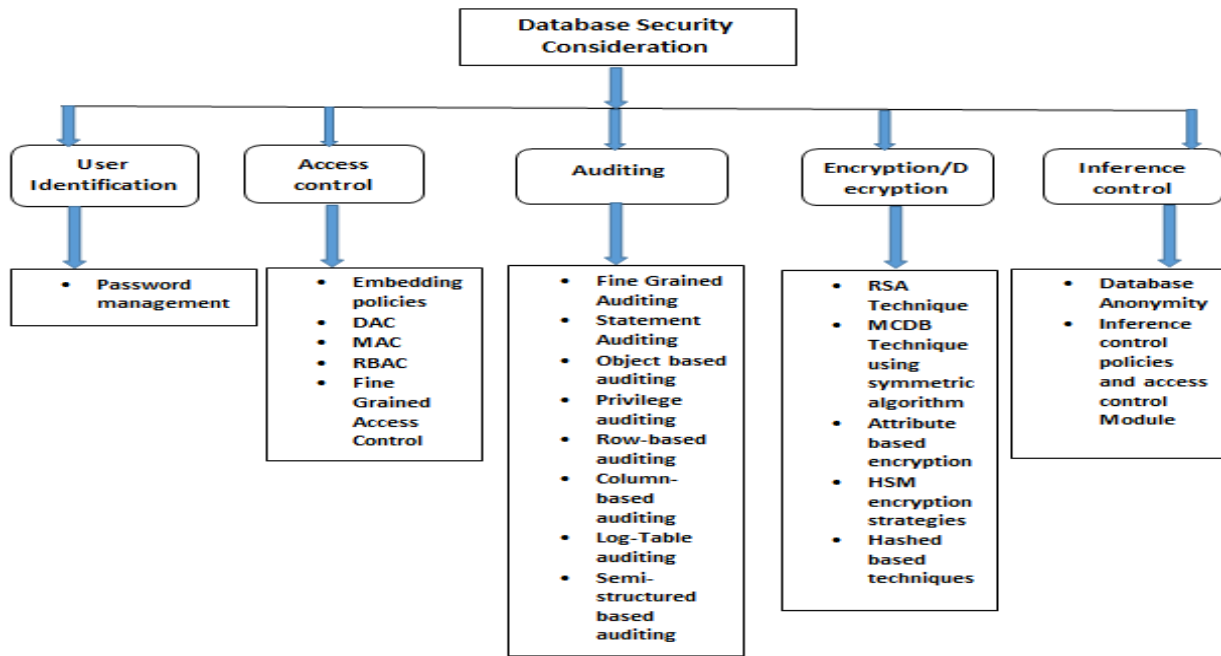 Database Security
Consideration
User
Identification
Access
control
Auditing
Encryption/D
ecryption
Inference
control
• Password
management
• Embedding
policies
• DAC
• MAC
• RBAC
• Fine
Grained
Access
Control
• Fine Grained
Auditing
• Statement
Auditing
• Object based
auditing
• Privilege
auditing
• Row-based
auditing
• Column-
based
auditing
• Log-Table
auditing
• Semi-
structured
based
auditing
• RSA
Technique
• MCDB
Technique
using
symmetric
algorithm
• Attribute
based
encryption
• HSM
encryption
strategies
• Hashed
based
techniques
• Database
Anonymity
• Inference
control
policies
and access
control
Module